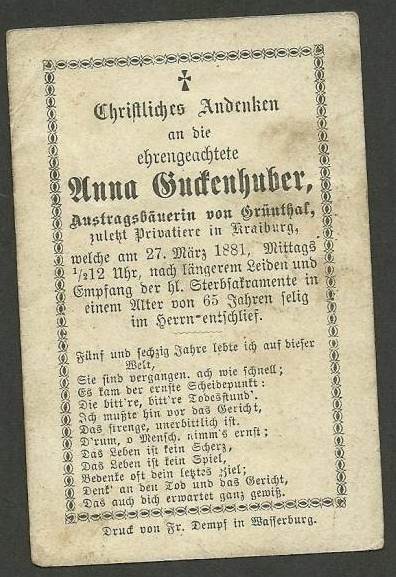 Christliches Andenken
an die
ehrengeachtete
Anna Guckenhuber,
Austragsbäuerin von Grünthal,
zuletzt Privatiere in Kraiburg,
welche am 27. März 1881, Mittags
1/212 Uhr, nach längerem Leiden und
Empfang der hl. Sterbsakramente in
einem Alter von 65 Jahren selig
im Herrn entschlief.
Fünf und sechzig Jahre lebte ich auf dieser
Welt,
Sie sind vergangen. ach wie schnell;
Es kam der ernste Scheidepunkt:
Die bitt're, bitt're Todesstund'.
Ich mußte hin vor das Gericht,
Das strenge, unerbittlich ist.
D'rum, o Mensch. nimm's ernst;
Das Leben ist kein Scherz,
Das Leben ist kein Spiel,
Bedenke oft dein letztes Ziel;
Denk' an den Tod und das Gericht,
Das auch dich erwartet ganz gewiß.
Druck von Fr. Dempf in Wasserburg.